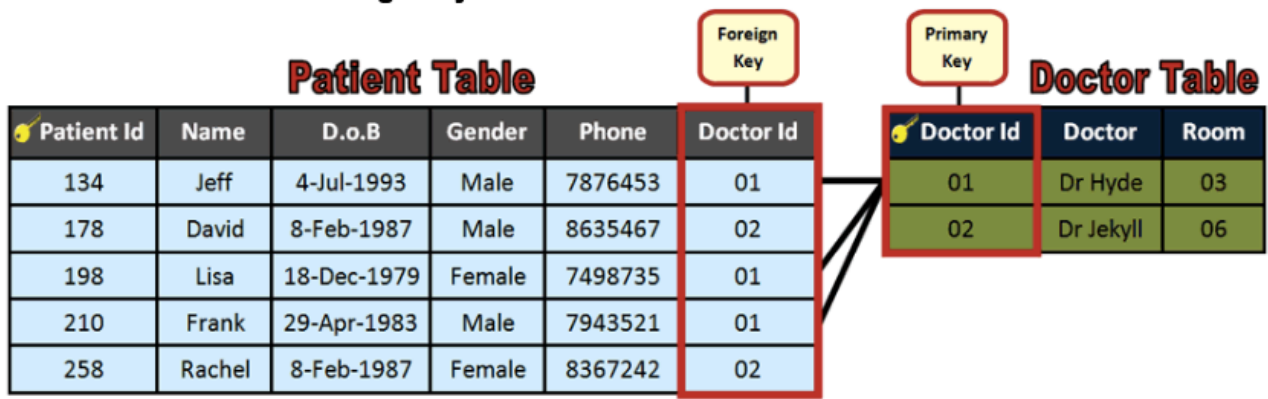 Foreign
Key
Primary
Key
Patient Table
Doctor Table
Patient Id Name D.o.B Gender Phone Doctor Id
134 Jeff 4-Jul-1993 Male 7876453 01
178 David 8-Feb-1987 Male 8635467 02
198 Lisa 18-Dec-1979 Female 7498735 01
210 Frank 29-Apr-1983 Male 7943521 01
258 Rachel 8-Feb-1987 Female 8367242 02
Doctor Id Doctor Room
01 Dr Hyde 03
02 Dr Jekyll 06